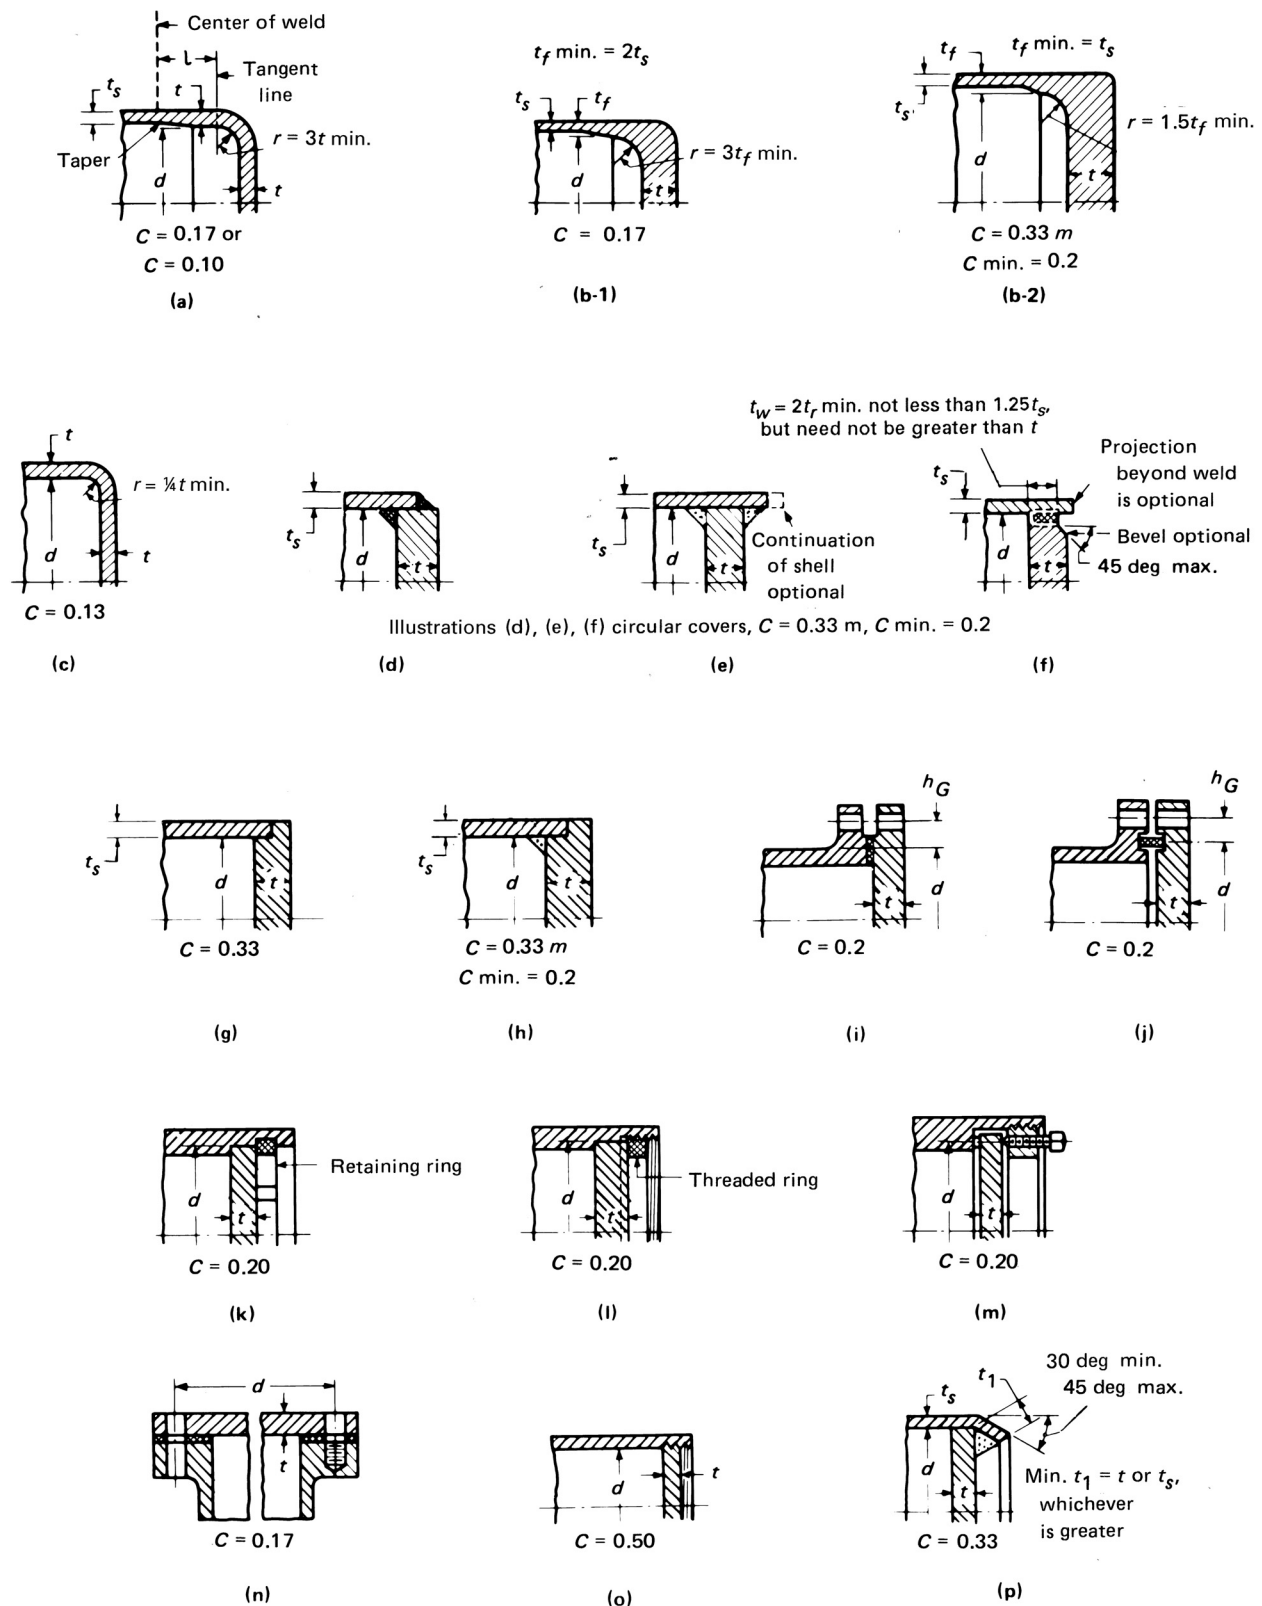 Center of weld
l
Tangent
line
t_s
t
r = 3t min.
Taper
d
t
C = 0.17 or
C = 0.10
(a)
t_f min. = 2t_s
t_s
t_f
r = 3t_f min.
d
t
C = 0.17
(b-1)
t_f
t_f min. = t_s
t_s
r = 1.5t_f min.
d
t
C = 0.33 m
C min. = 0.2
(b-2)
t
r = ¼t min.
d
t
C = 0.13
(c)
t_s
d
t
(d)
t_s
d
t
Continuation
of shell
optional
(e)
t_w = 2t_r min. not less than 1.25t_s,
but need not be greater than t
Projection
beyond weld
is optional
t_s
Bevel optional
d
t
45 deg max.
Illustrations (d), (e), (f) circular covers, C = 0.33 m, C min. = 0.2
(f)
t_s
d
t
C = 0.33
(g)
t_s
d
t
C = 0.33 m
C min. = 0.2
(h)
h_G
d
t
C = 0.2
(i)
h_G
d
t
C = 0.2
(j)
Retaining ring
d
t
C = 0.20
(k)
Threaded ring
d
t
C = 0.20
(l)
d
t
C = 0.20
(m)
d
t
C = 0.17
(n)
d
t
C = 0.50
(o)
30 deg min.
45 deg max.
t_1
t_s
d
t
Min. t_1 = t or t_s,
whichever
is greater
C = 0.33
(p)